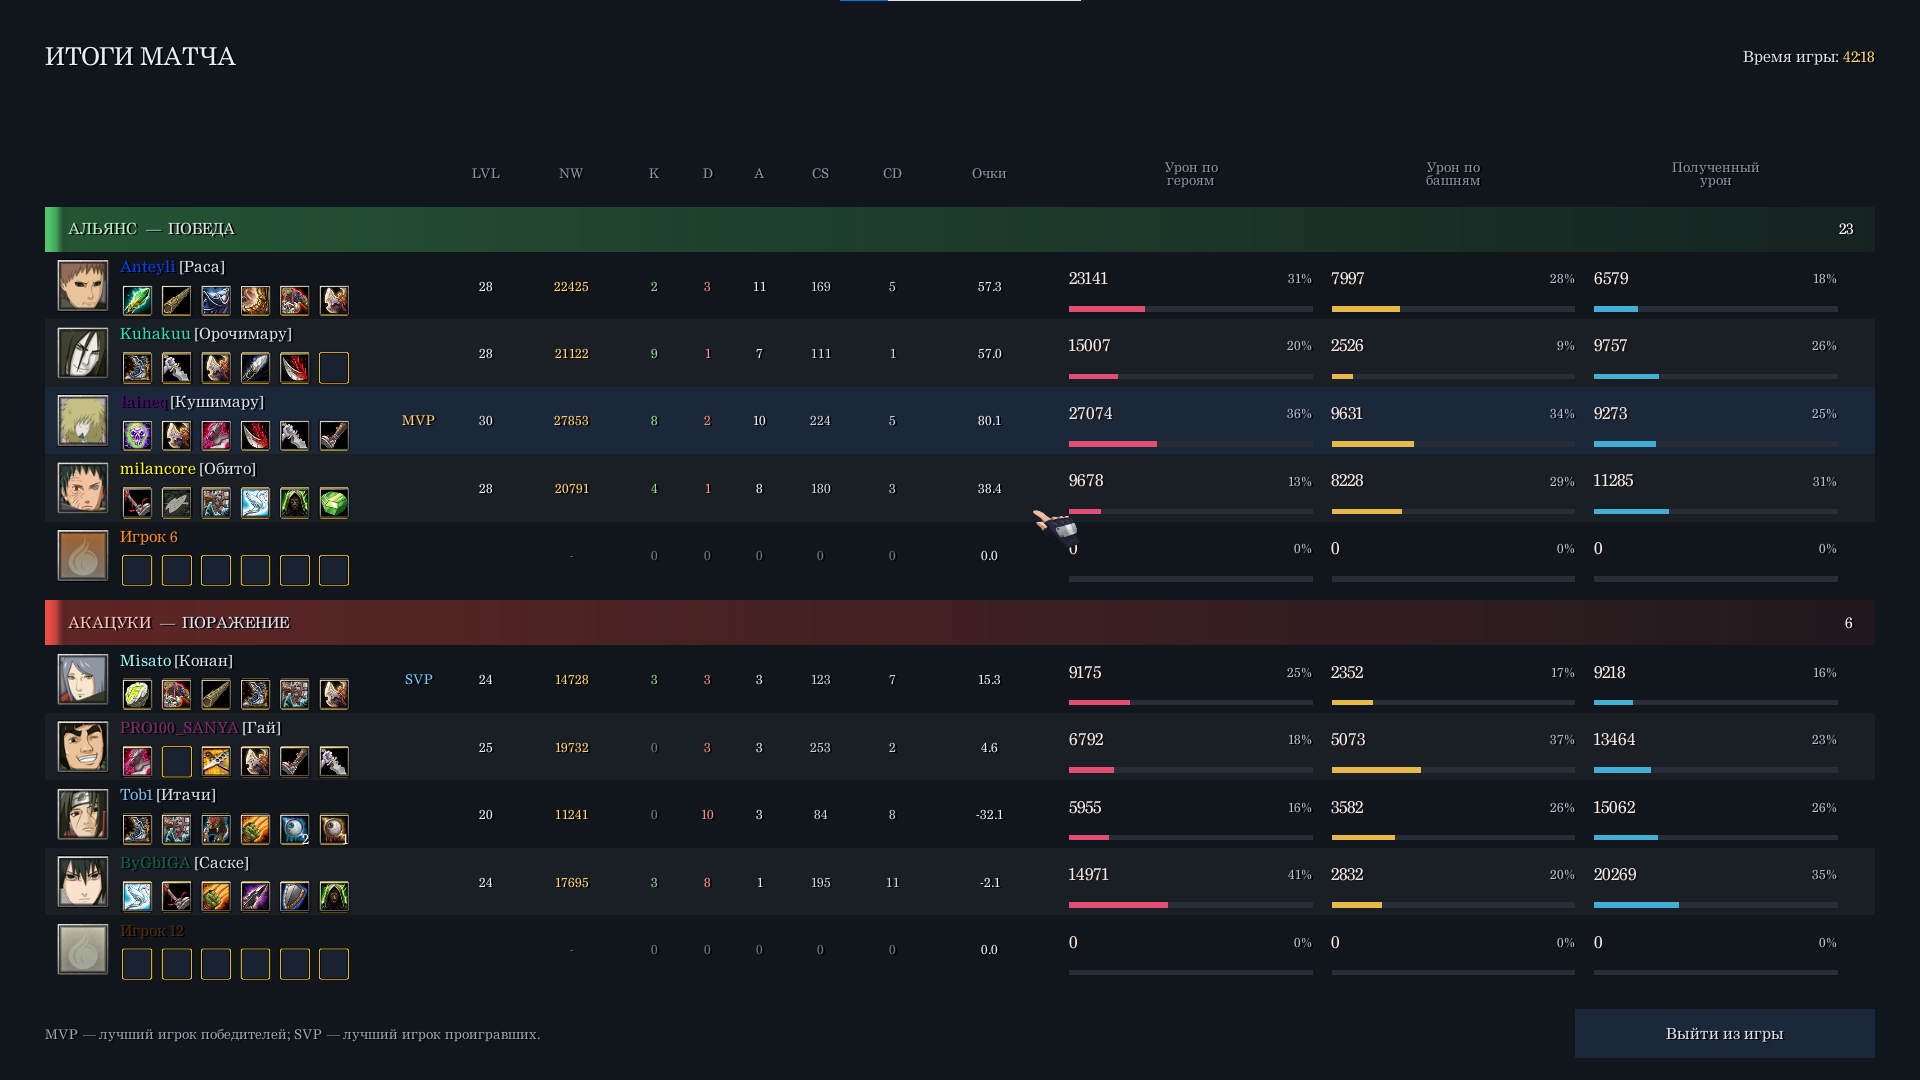 ИТОГИ МАТЧА
Время игры: 42:18
LVL NW K D A CS CD Очки Урон по героям Урон по башням Полученный урон
АЛЬЯНС — ПОБЕДА 23
Anteyli [Раса]
28 22425 2 3 11 169 5 57.3 23141 31% 7997 28% 6579 18%
Kuhakuu [Орочимару]
28 21122 9 1 7 111 1 57.0 15007 20% 2526 9% 9757 26%
laineq [Кушимару]
MVP 30 27853 8 2 10 224 5 80.1 27074 36% 9631 34% 9273 25%
milancore [Обито]
28 20791 4 1 8 180 3 38.4 9678 13% 8228 29% 11285 31%
Игрок 6
- 0 0 0 0 0 0.0 0 0% 0 0% 0 0%
АКАЦУКИ — ПОРАЖЕНИЕ 6
Misato [Конан]
SVP 24 14728 3 3 3 123 7 15.3 9175 25% 2352 17% 9218 16%
PRO100_SANYA [Гай]
25 19732 0 3 3 253 2 4.6 6792 18% 5073 37% 13464 23%
Tob1 [Итачи]
20 11241 0 10 3 84 8 -32.1 5955 16% 3582 26% 15062 26%
2 1
ByGbIGA [Саске]
24 17695 3 8 1 195 11 -2.1 14971 41% 2832 20% 20269 35%
Игрок 12
- 0 0 0 0 0 0.0 0 0% 0 0% 0 0%
MVP — лучший игрок победителей; SVP — лучший игрок проигравших.
Выйти из игры